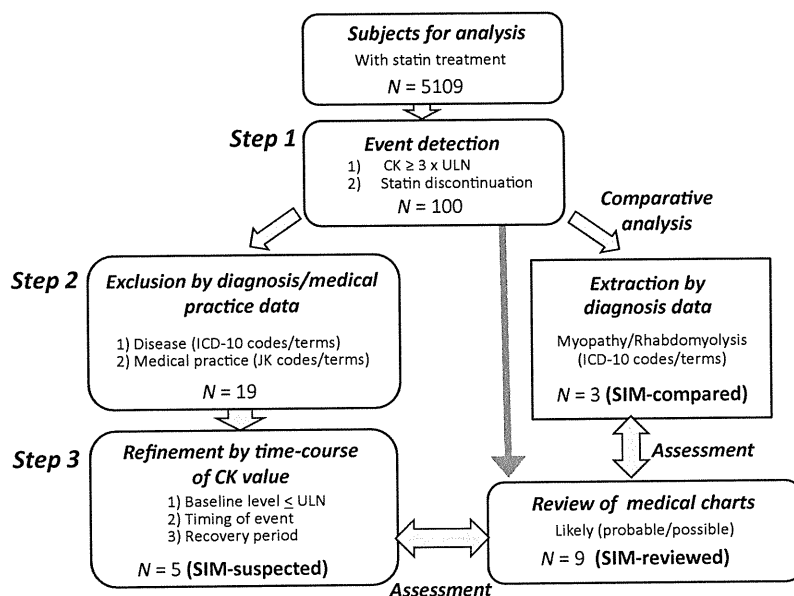 Subjects for analysis
With statin treatment
N = 5109
Step 1
Event detection
1) CK ≥ 3 x ULN
2) Statin discontinuation
N = 100
Comparative
analysis
Step 2
Exclusion by diagnosis/medical
practice data
1) Disease (ICD-10 codes/terms)
2) Medical practice (JK codes/terms)
N = 19
Extraction by
diagnosis data
Myopathy/Rhabdomyolysis
(ICD-10 codes/terms)
N = 3 (SIM-compared)
Step 3
Refinement by time-course
of CK value
1) Baseline level ≤ ULN
2) Timing of event
3) Recovery period
N = 5 (SIM-suspected)
Assessment
Assessment
Review of medical charts
Likely (probable/possible)
N = 9 (SIM-reviewed)